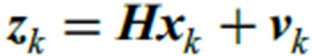 z_k = Hx_k + v_k